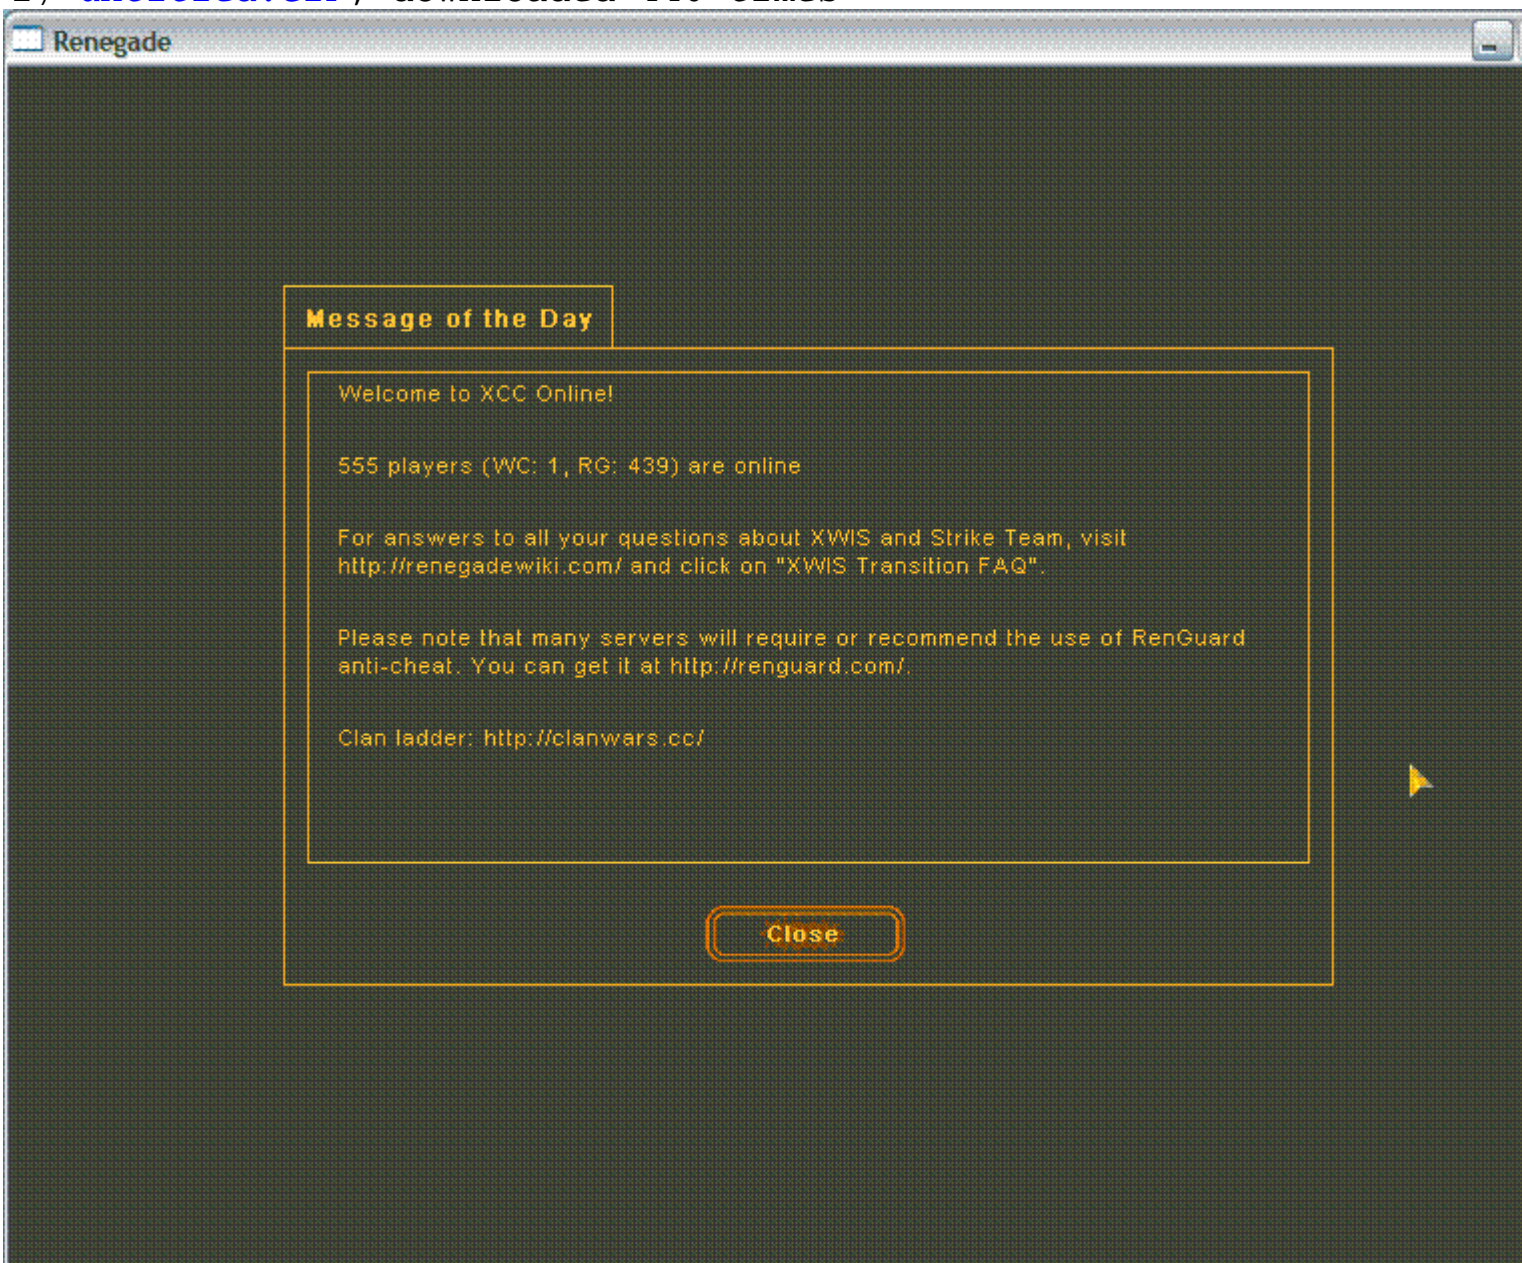 Renegade
Message of the Day
Welcome to XCC Online!
555 players (WC: 1, RG: 439) are online
For answers to all your questions about XWIS and Strike Team, visit
http://renegadewiki.com/ and click on "XWIS Transition FAQ".
Please note that many servers will require or recommend the use of RenGuard
anti-cheat. You can get it at http://renguard.com/.
Clan ladder: http://clanwars.cc/
Close